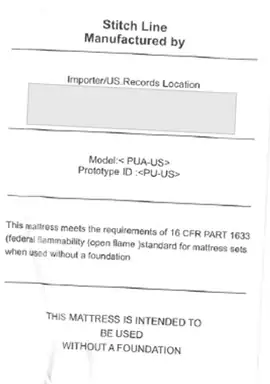 Stitch Line
Manufactured by
Importer/US.Records Location
Model:< PUA-US>
Prototype ID :<PU-US>
This mattress meets the requirements of 16 CFR PART 1633
(federal flammability (open flame )standard for mattress sets
when used without a foundation
THIS MATTRESS IS INTENDED TO
BE USED
WITHOUT A FOUNDATION